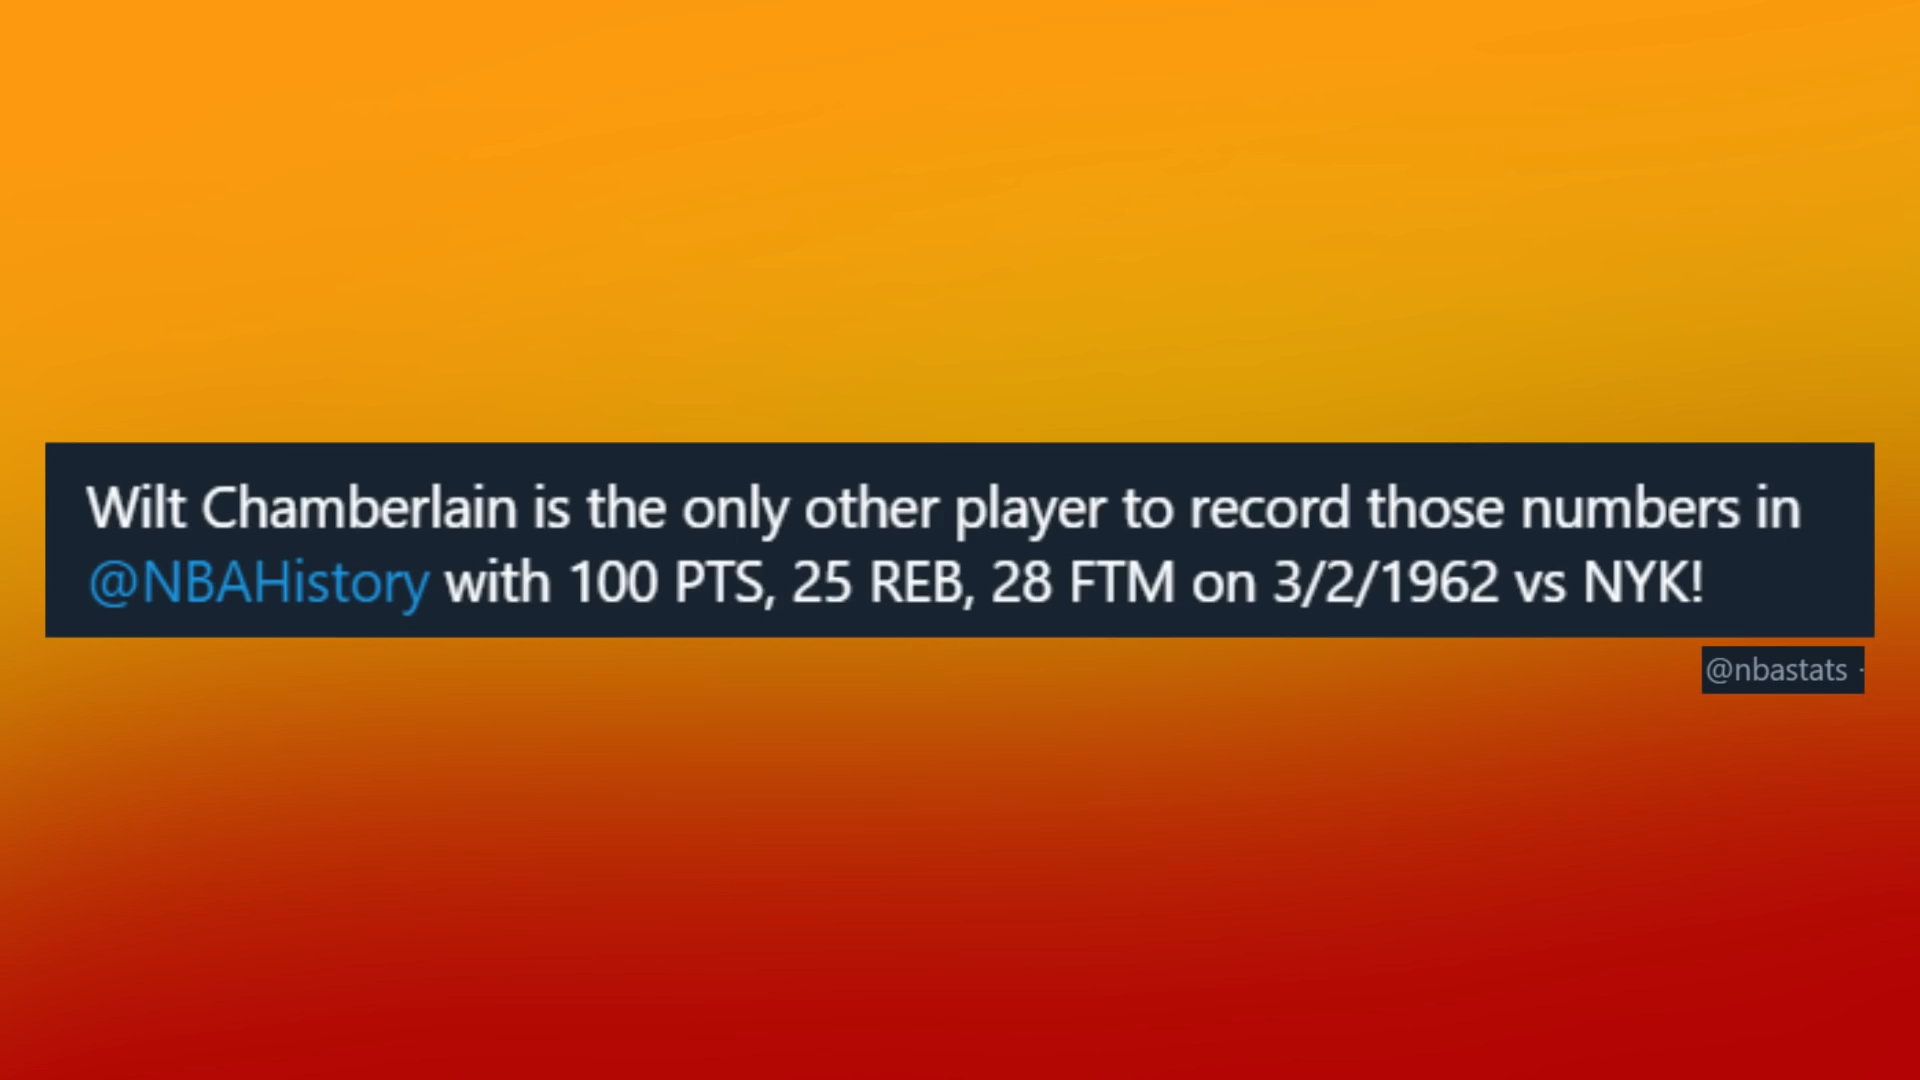 Wilt Chamberlain is the only other player to record those numbers in
@NBAHistory with 100 PTS, 25 REB, 28 FTM on 3/2/1962 vs NYK!
@nbastats ·